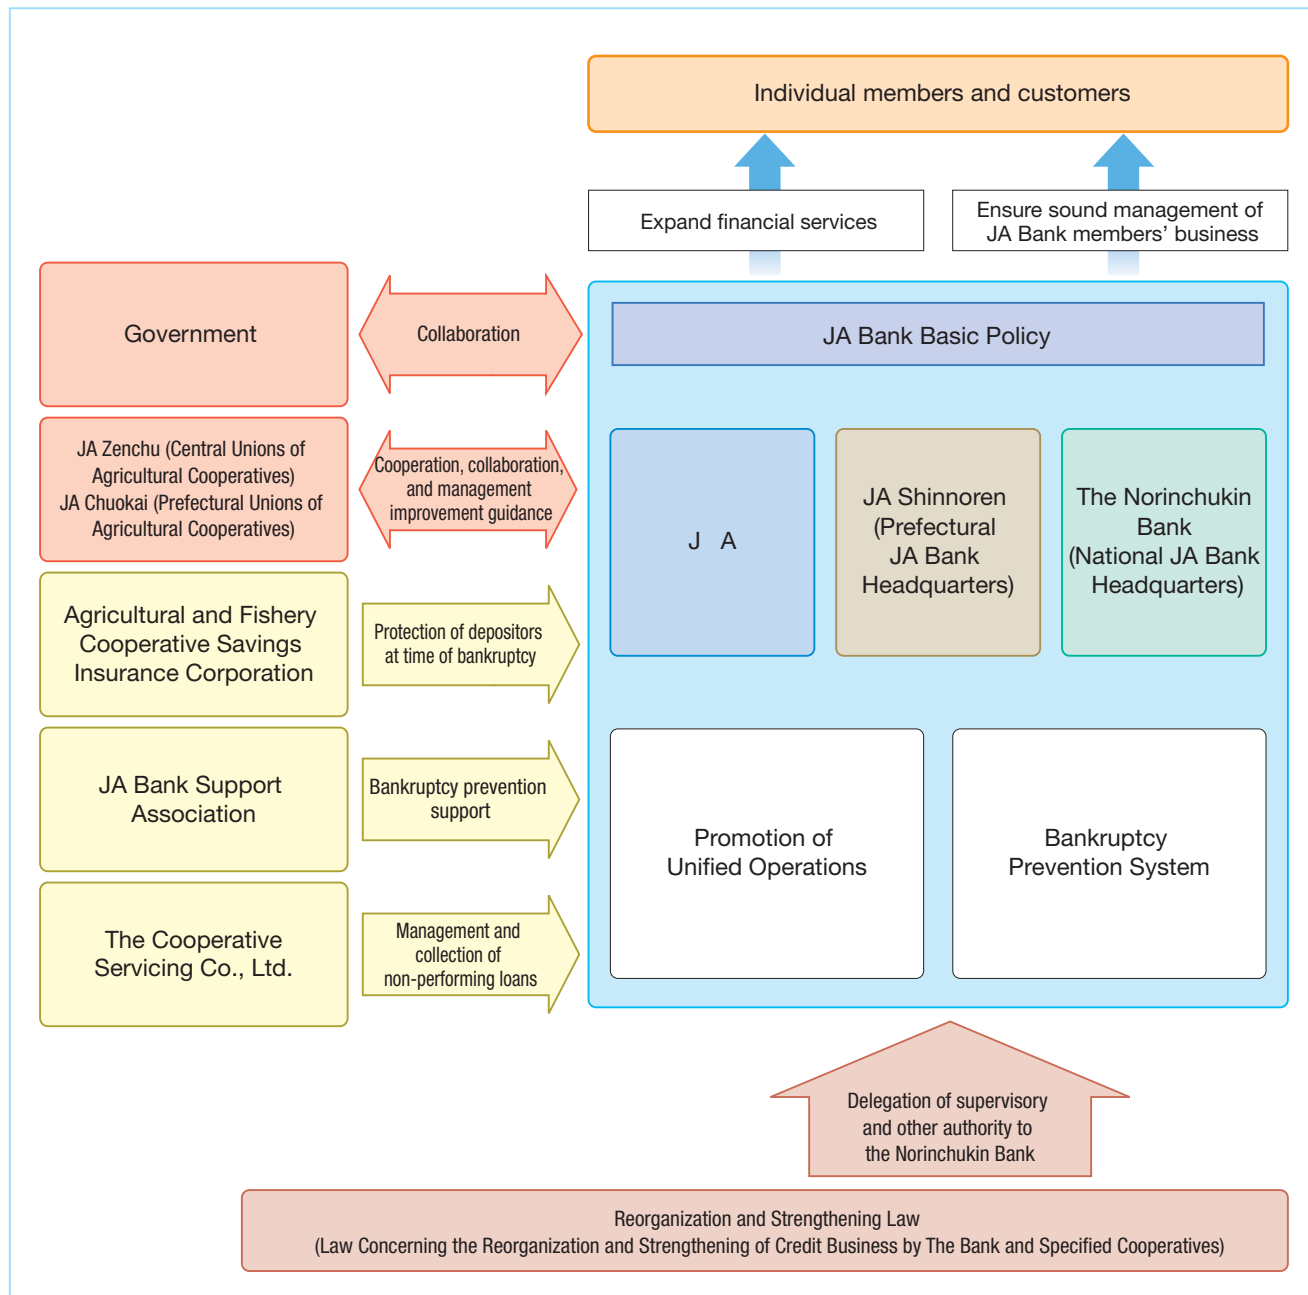 Individual members and customers
Expand financial services
Ensure sound management of
JA Bank members’ business
Government
Collaboration
JA Bank Basic Policy
JA Zenchu (Central Unions of
Agricultural Cooperatives)
JA Chuokai (Prefectural Unions of
Agricultural Cooperatives)
Cooperation, collaboration,
and management
improvement guidance
J A
JA Shinnoren
(Prefectural
JA Bank
Headquarters)
The Norinchukin
Bank
(National JA Bank
Headquarters)
Agricultural and Fishery
Cooperative Savings
Insurance Corporation
Protection of depositors
at time of bankruptcy
JA Bank Support
Association
Bankruptcy prevention
support
Promotion of
Unified Operations
Bankruptcy
Prevention System
The Cooperative
Servicing Co., Ltd.
Management and
collection of
non-performing loans
Delegation of supervisory
and other authority to
the Norinchukin Bank
Reorganization and Strengthening Law
(Law Concerning the Reorganization and Strengthening of Credit Business by The Bank and Specified Cooperatives)